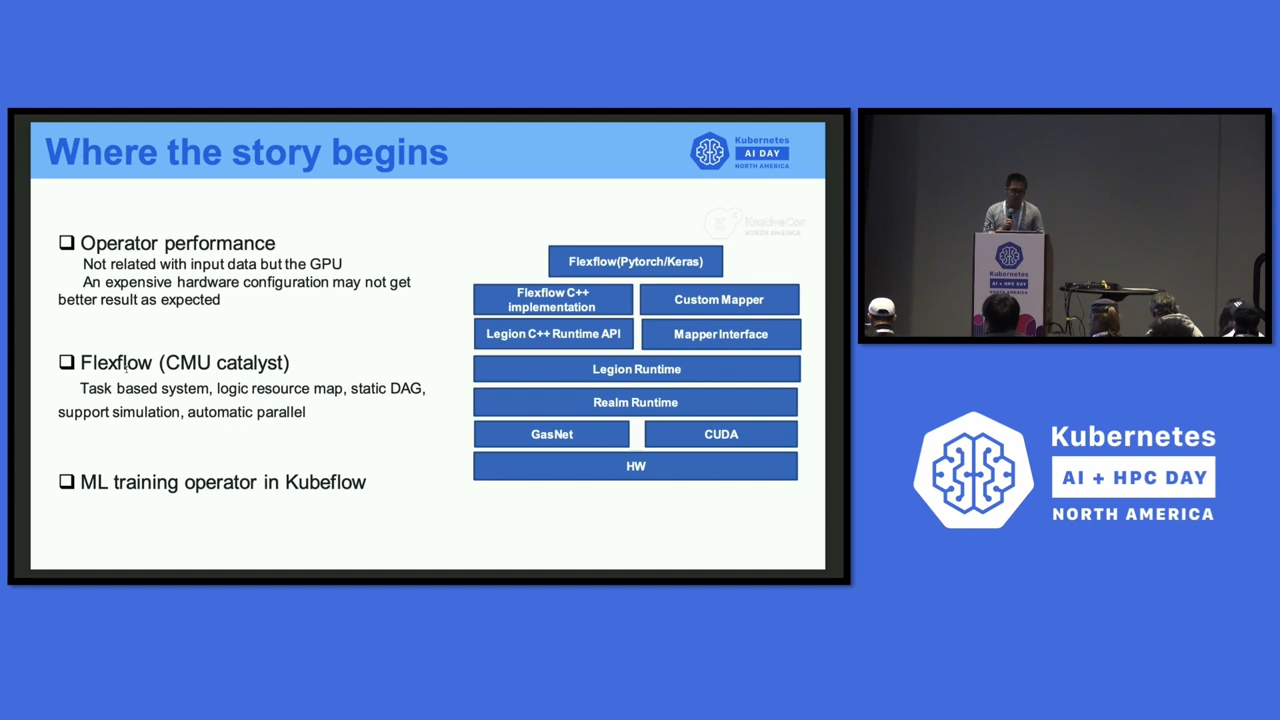 Where the story begins
Kubernetes
AI DAY
NORTH AMERICA
KnativeCon
NORTH AMERICA
Operator performance
Not related with input data but the GPU
An expensive hardware configuration may not get
better result as expected
Flexflow (CMU catalyst)
Task based system, logic resource map, static DAG,
support simulation, automatic parallel
ML training operator in Kubeflow
Flexflow(Pytorch/Keras)
Flexflow C++
implementation
Custom Mapper
Legion C++ Runtime API
Mapper Interface
Legion Runtime
Realm Runtime
GasNet
CUDA
HW
Kubernetes
AI + HPC DAY
NORTH AMERICA
Kubernetes
AI + HPC DAY
NORTH AMERICA